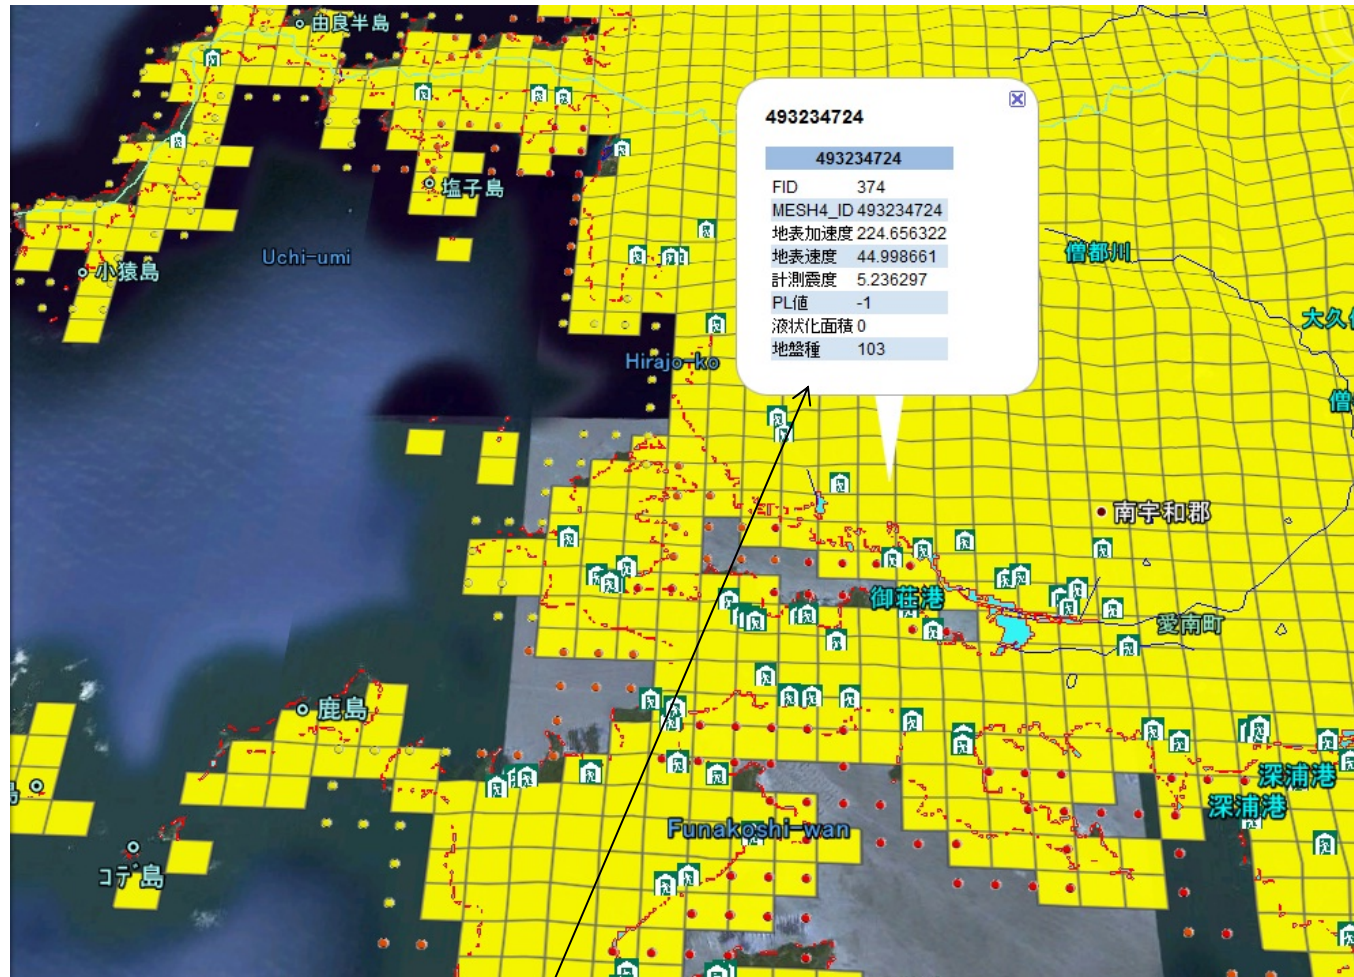 由良半島
493234724
493234724
FID 374
MESH4_ID 493234724
地表加速度 224.656322
地表速度 44.998661
計測震度 5.236297
PL値 -1
液状化面積 0
地盤種 103
塩子島
Uchi-umi
小猿島
僧都川
大久
Hirajo-ko
僧
南宇和郡
御荘港
愛南町
鹿島
島
深浦港
深浦港
Funakoshi-wan
コデ島